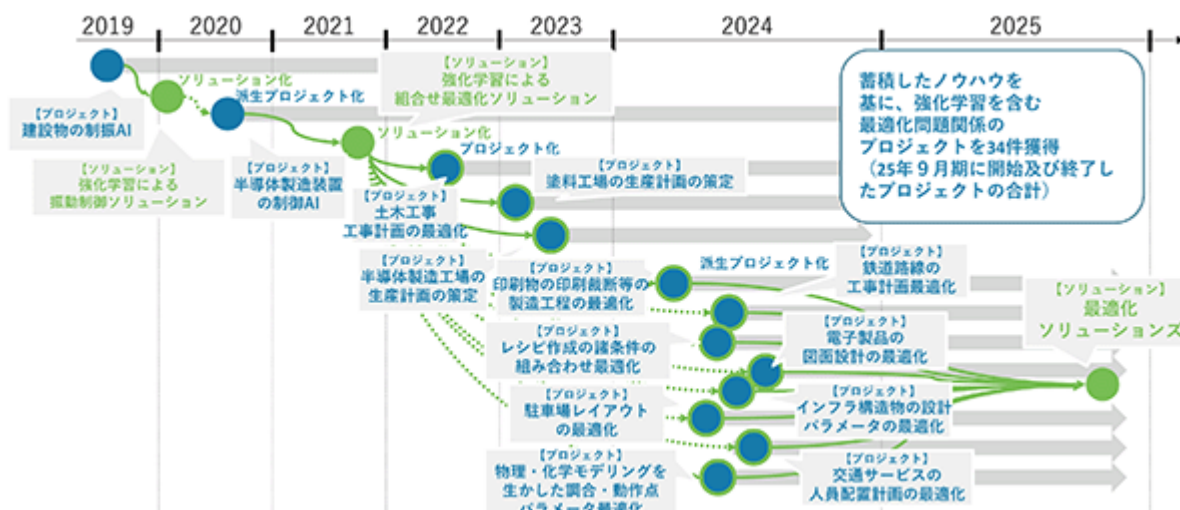 2019
2020
2021
2022
2023
2024
2025
【プロジェクト】
建設物の制振AI
ソリューション化
【ソリューション】
強化学習による
振動制御ソリューション
派生プロジェクト化
【プロジェクト】
半導体製造装置
の制御AI
【ソリューション】
強化学習による
組合せ最適化ソリューション
ソリューション化
プロジェクト化
【プロジェクト】
土木工事
工事計画の最適化
【プロジェクト】
塗料工場の生産計画の策定
【プロジェクト】
半導体製造工場の
生産計画の策定
【プロジェクト】
印刷物の印刷裁断等の
製造工程の最適化
派生プロジェクト化
【プロジェクト】
鉄道路線の
工事計画最適化
【プロジェクト】
レシピ作成の諸条件の
組み合わせ最適化
【プロジェクト】
電子製品の
図面設計の最適化
【プロジェクト】
駐車場レイアウト
の最適化
【プロジェクト】
インフラ構造物の設計
パラメータの最適化
【プロジェクト】
物理・化学モデリングを
生かした調合・動作点
パラメータ最適化
【プロジェクト】
交通サービスの
人員配置計画の最適化
【ソリューション】
最適化
ソリューションズ
蓄積したノウハウを
基に、強化学習を含む
最適化問題関係の
プロジェクトを34件獲得
（25年９月期に開始及び終了し
たプロジェクトの合計）